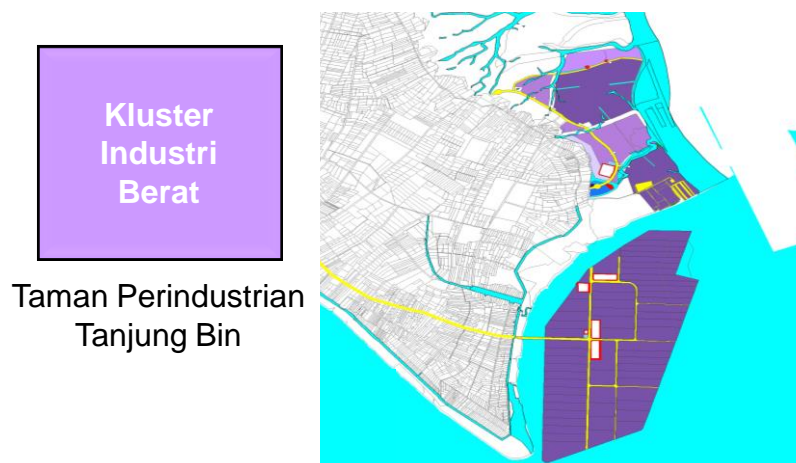 Kluster
Industri
Berat
Taman Perindustrian
Tanjung Bin